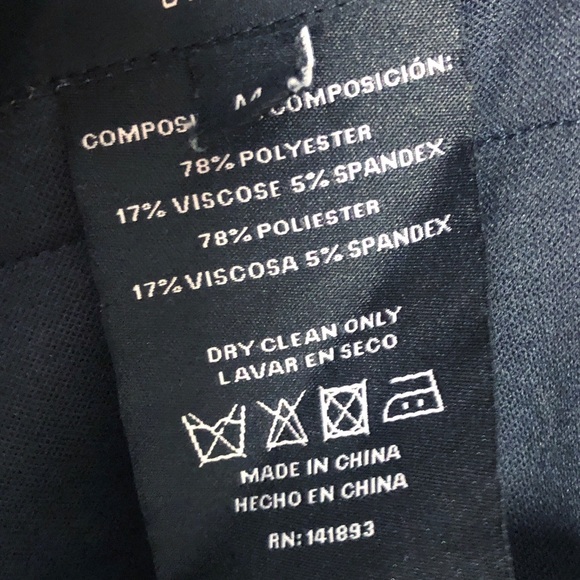 M
COMPOSICIÓN:
78% POLYESTER
17% VISCOSE 5% SPANDEX
78% POLIESTER
17% VISCOSA 5% SPANDEX
DRY CLEAN ONLY
LAVAR EN SECO
MADE IN CHINA
HECHO EN CHINA
RN: 141893